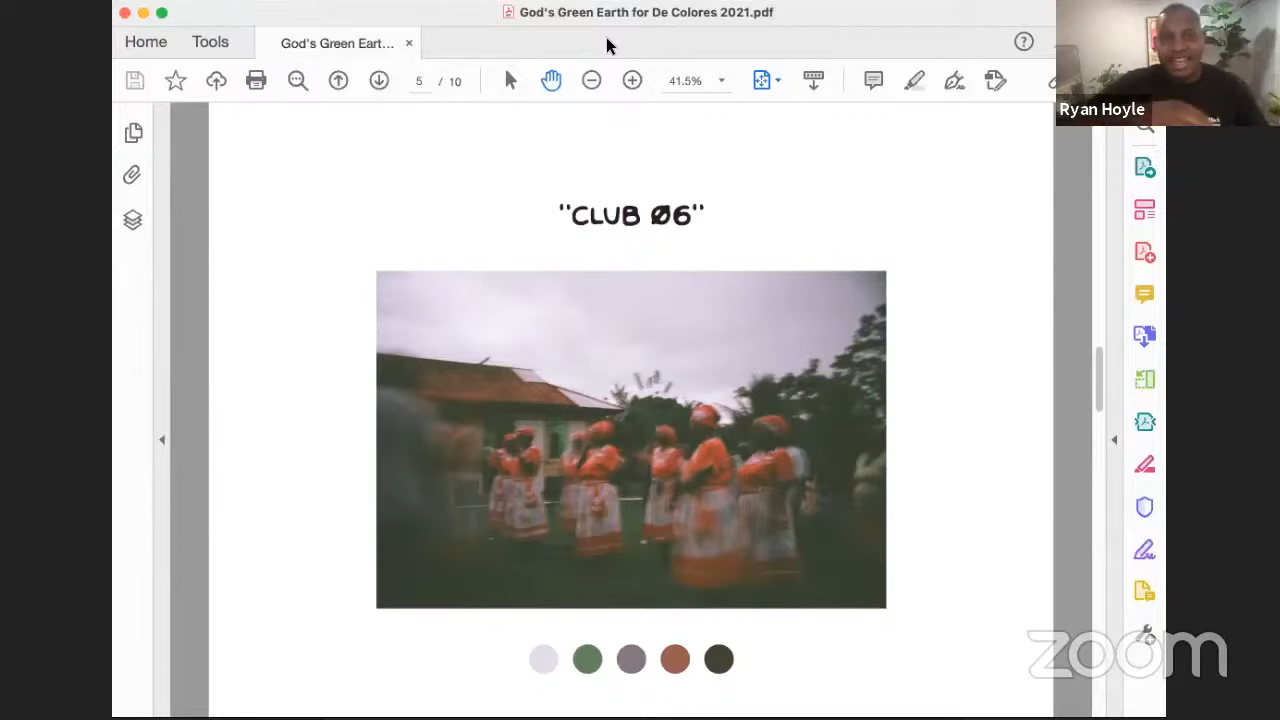 God's Green Earth for De Colores 2021.pdf
Home
Tools
God's Green Eart...
5 / 10
41.5%
Ryan Hoyle
"CLUB Ø6"
zoom